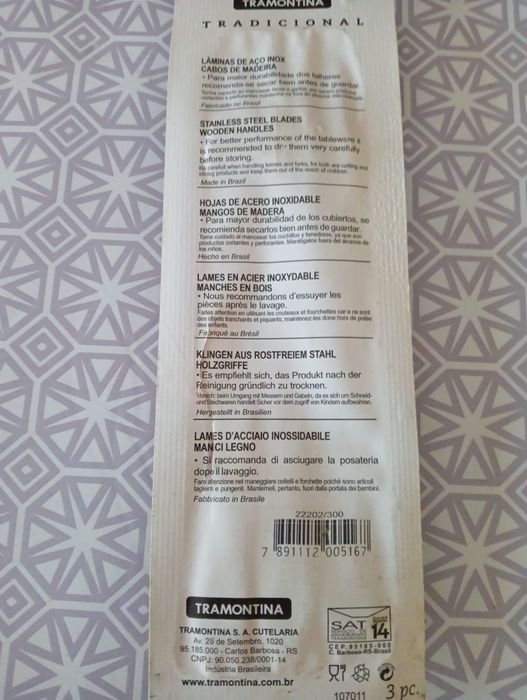 TRAMONTINA
TRADICIONAL
LÂMINAS DE AÇO INOX
CABOS DE MADEIRA
• Para maior durabilidade dos talheres
recomenda-se secar bem antes de guardar.
Fabricado no Brasil
STAINLESS STEEL BLADES
WOODEN HANDLES
• For better performance of the tableware it
is recommended to dry them very carefully
before storing.
Be careful when handling knives and forks, for both are cutting and
strong products and keep them out of the reach of children.
Made in Brazil
HOJAS DE ACERO INOXIDABLE
MANGOS DE MADERA
• Para mayor durabilidad de los cubiertos, se
recomienda secarlos bien antes de guardar.
Tome cuidado al manosear los cuchillos y tenedores, ya que son
productos cortantes y perforantes. Manténgalos fuera del alcance de
los niños.
Hecho en Brasil
LAMES EN ACIER INOXYDABLE
MANCHES EN BOIS
• Nous recommandons d'essuyer les
pièces après le lavage.
Faites attention en utilisant les couteaux et fourchettes car e ce sont
des objets tranchants et piquants; maintenez-les done hors de portée
des enfants.
Fabriqué au Brésil
KLINGEN AUS ROSTFREIEM STAHL
HOLZGRIFFE
• Es empfiehlt sich, das Produkt nach der
Reinigung gründlich zu trocknen.
Vorsich: beim Umgang mit Messern und Gabeln, da es sich um Schneid-
und Stechwaren handelt Sicher vor dem zugriff von Kindern aufbwahren.
Hergestellt in Brasilien
LAMES D'ACCIAIO INOSSIDABILE
MANCI LEGNO
• Si raccomanda di asciugare la posateria
dopo il lavaggio.
Fare attenzione nel maneggiare coltelli e forchette poiché sono articoli
taglienti e pungenti. Mantenerli, pertanto, fuori dalla portata dei bambini.
Fabbicato in Brasile
22202/300
7 891112 005167
TRAMONTINA
TRAMONTINA S. A. CUTELARIA
Av. 25 de Setembro, 1020
95.185.000 - Carlos Barbosa - RS
CNPJ: 90.050.238/0001-14
Indústria Brasileira
www.tramontina.com.br
SAT
14
CEP.95185-000
C. Barbosa-RS-Brasil
107011
3 pc.